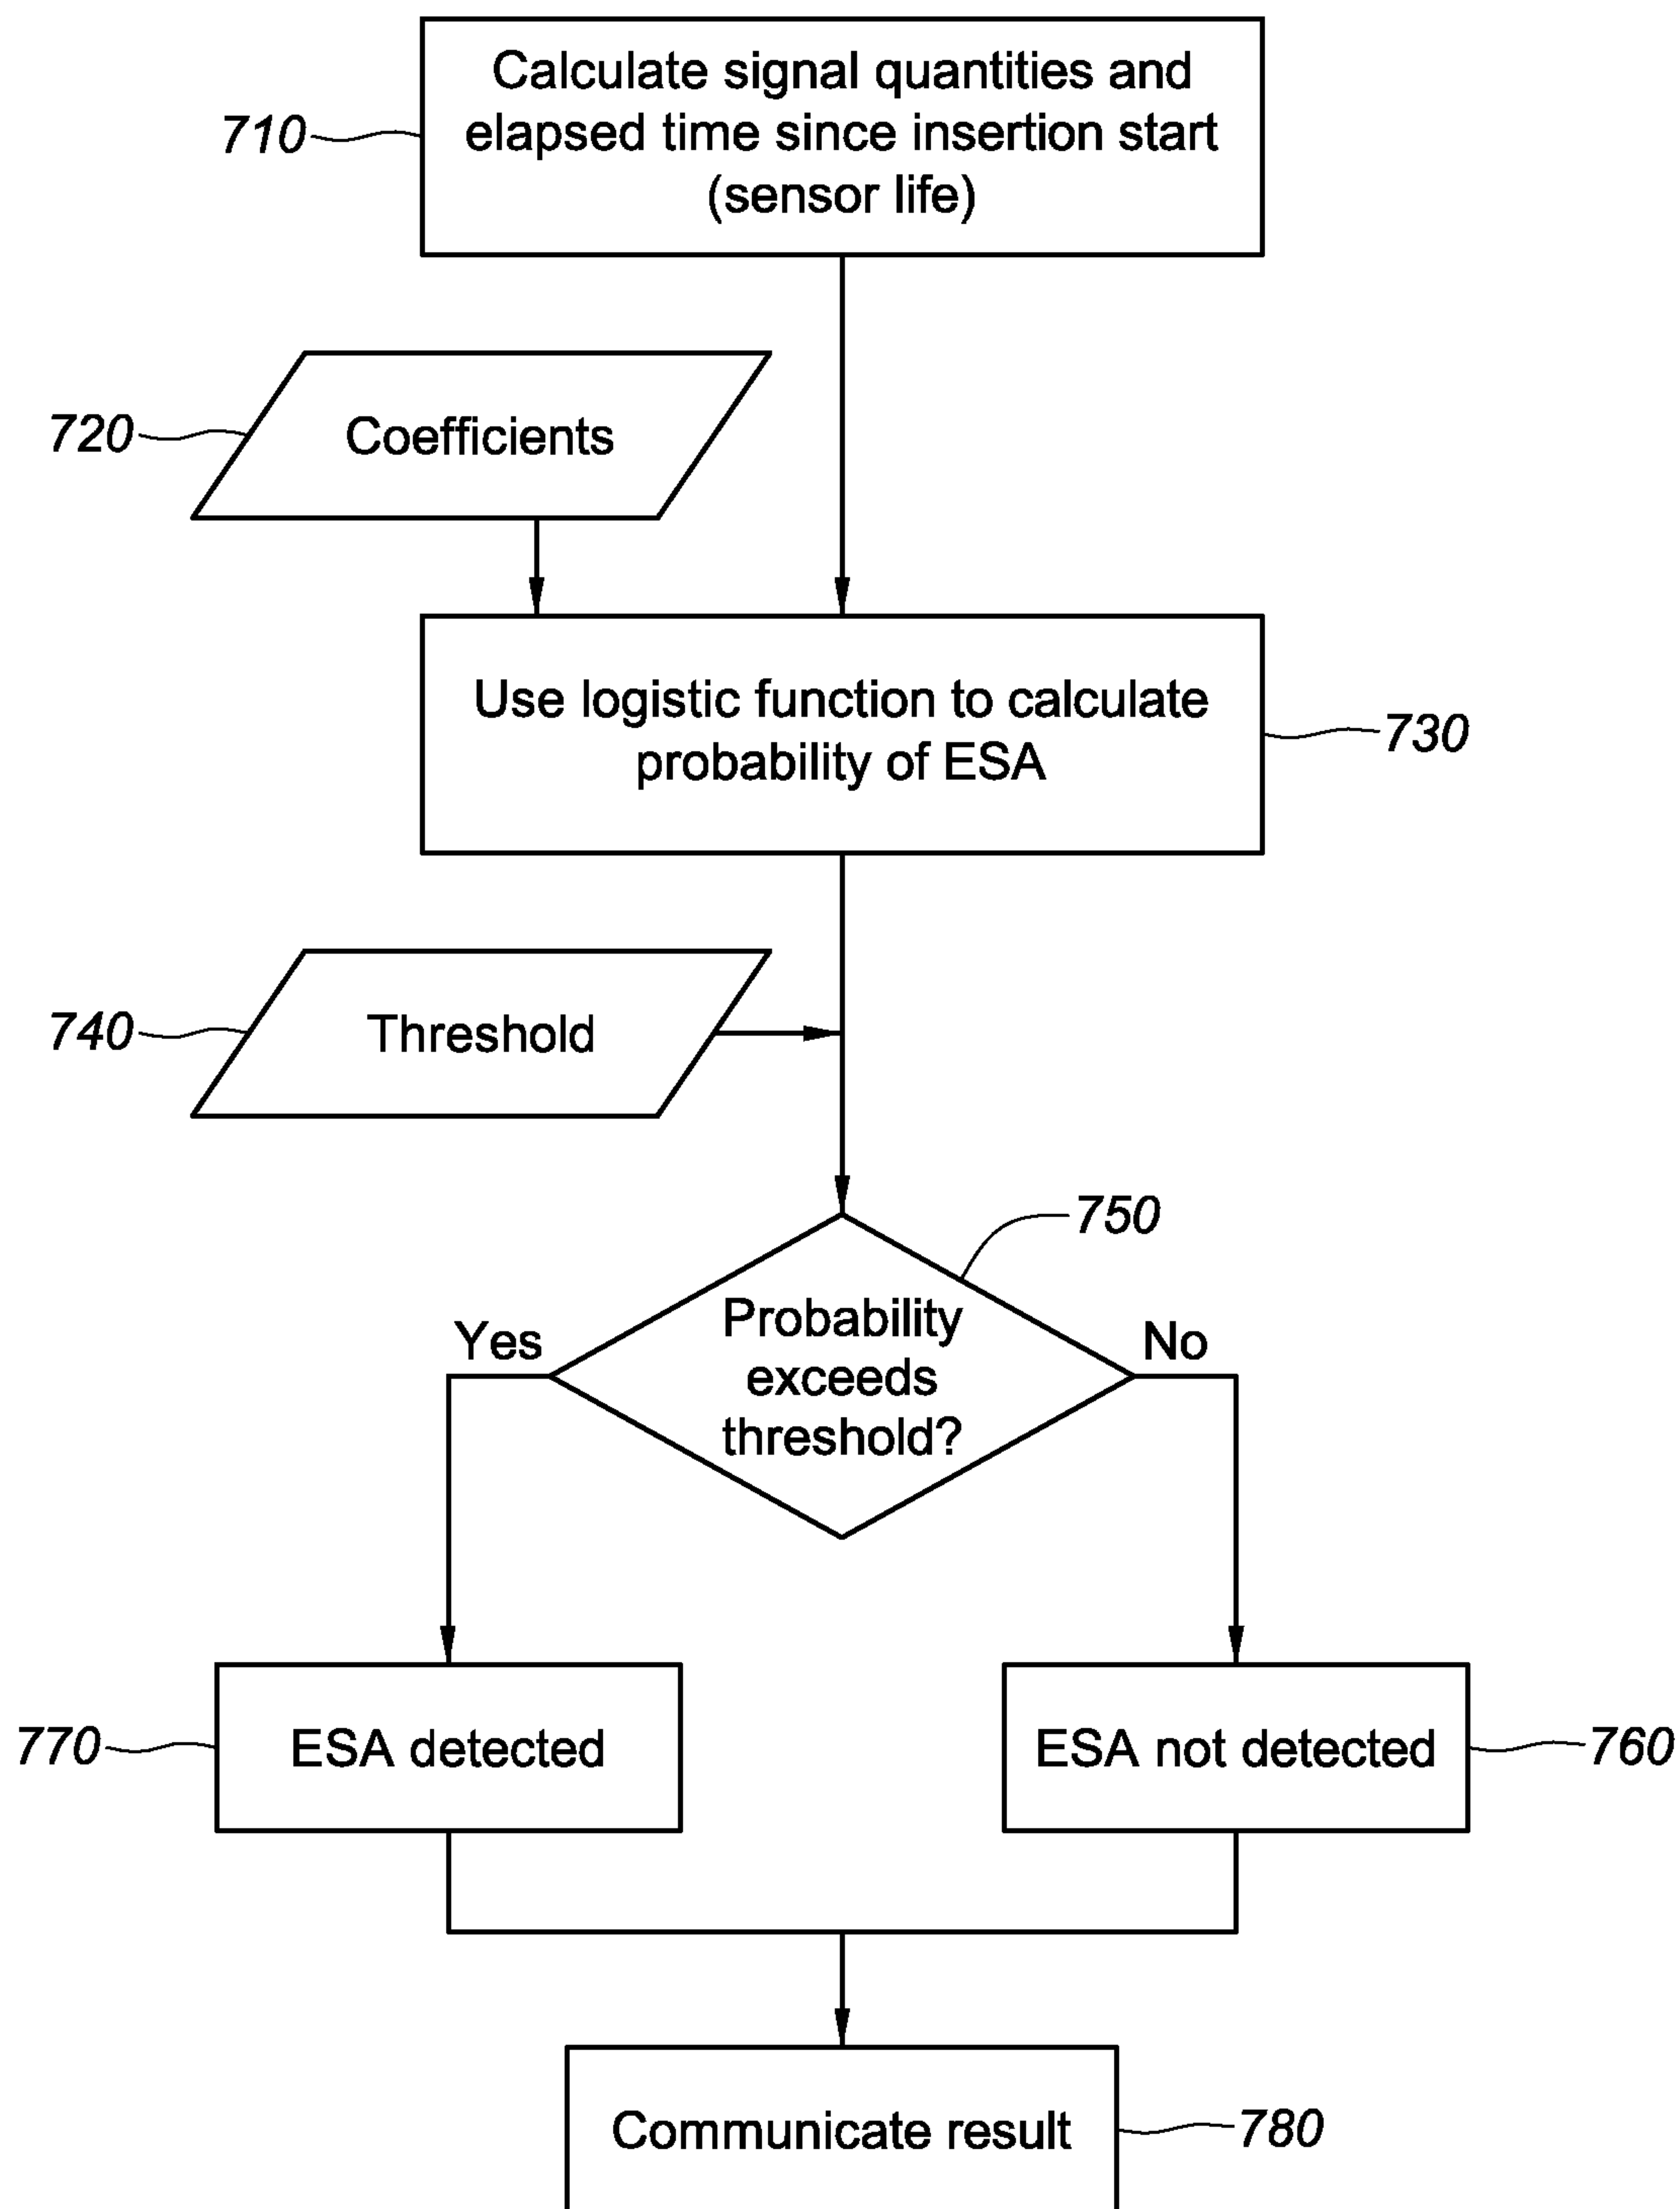 Calculate signal quantities and
elapsed time since insertion start
(sensor life)
710
720
Coefficients
Use logistic function to calculate
probability of ESA
730
740
Threshold
750
Probability
exceeds
threshold?
Yes
No
770
ESA detected
ESA not detected
760
Communicate result
780